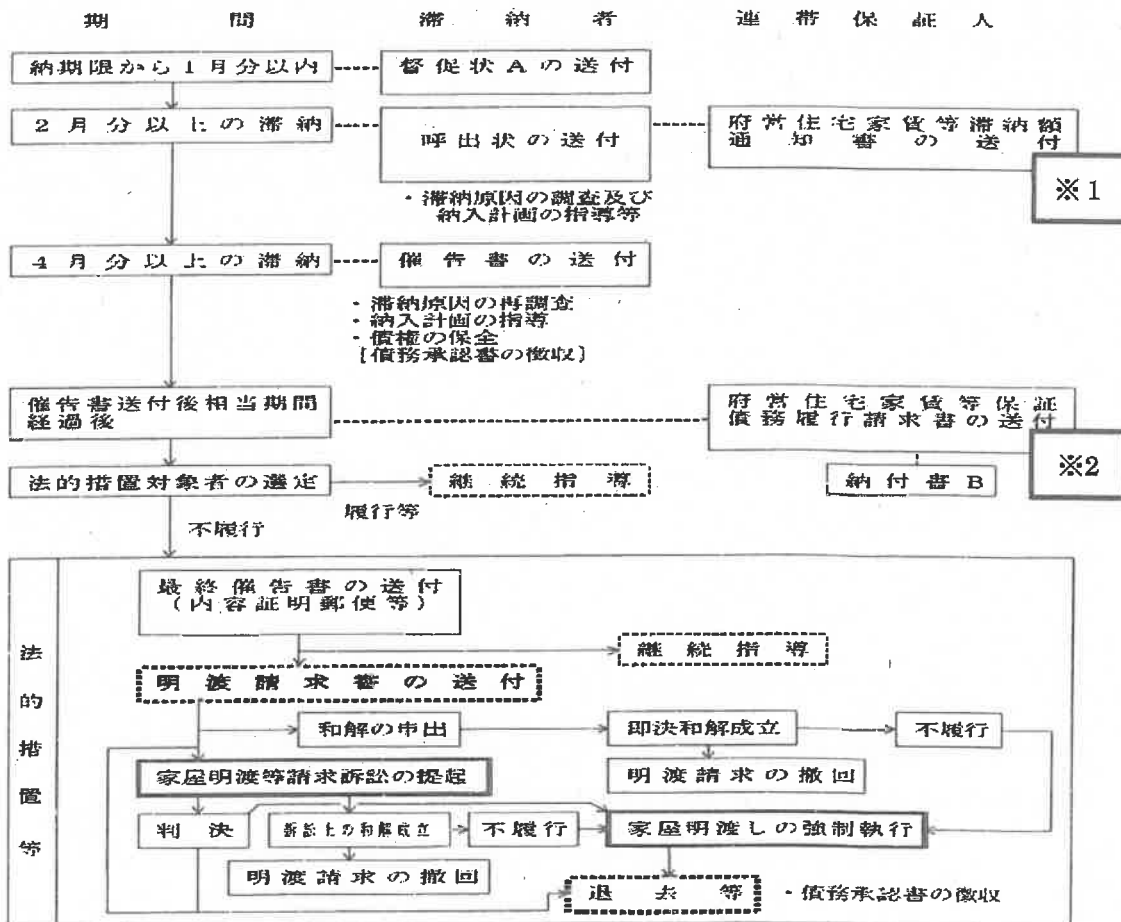 期間 滞納者 連帯保証人
納期限から1月分以内 督促状Aの送付
2月分以上の滞納 呼出状の送付 府営住宅家賃等滞納額
通知書の送付
※1
・滞納原因の調査及び
納入計画の指導等
4月分以上の滞納 催告書の送付
・滞納原因の再調査
・納入計画の指導
・債権の保全
[債務承認書の徴収]
催告書送付後相当期間
経過後
府営住宅家賃等保証
債務履行請求書の送付
※2
法的措置対象者の選定 継続指導 納付書B
履行等
不履行
法的措置等
最終催告書の送付
(内容証明郵便等)
継続指導
明渡請求書の送付
和解の申出 即決和解成立 不履行
家屋明渡等請求訴訟の提起 明渡請求の撤回
判決 訴訟上の和解成立 不履行 家屋明渡しの強制執行
明渡請求の撤回 退去等 ・債務承認書の徴収